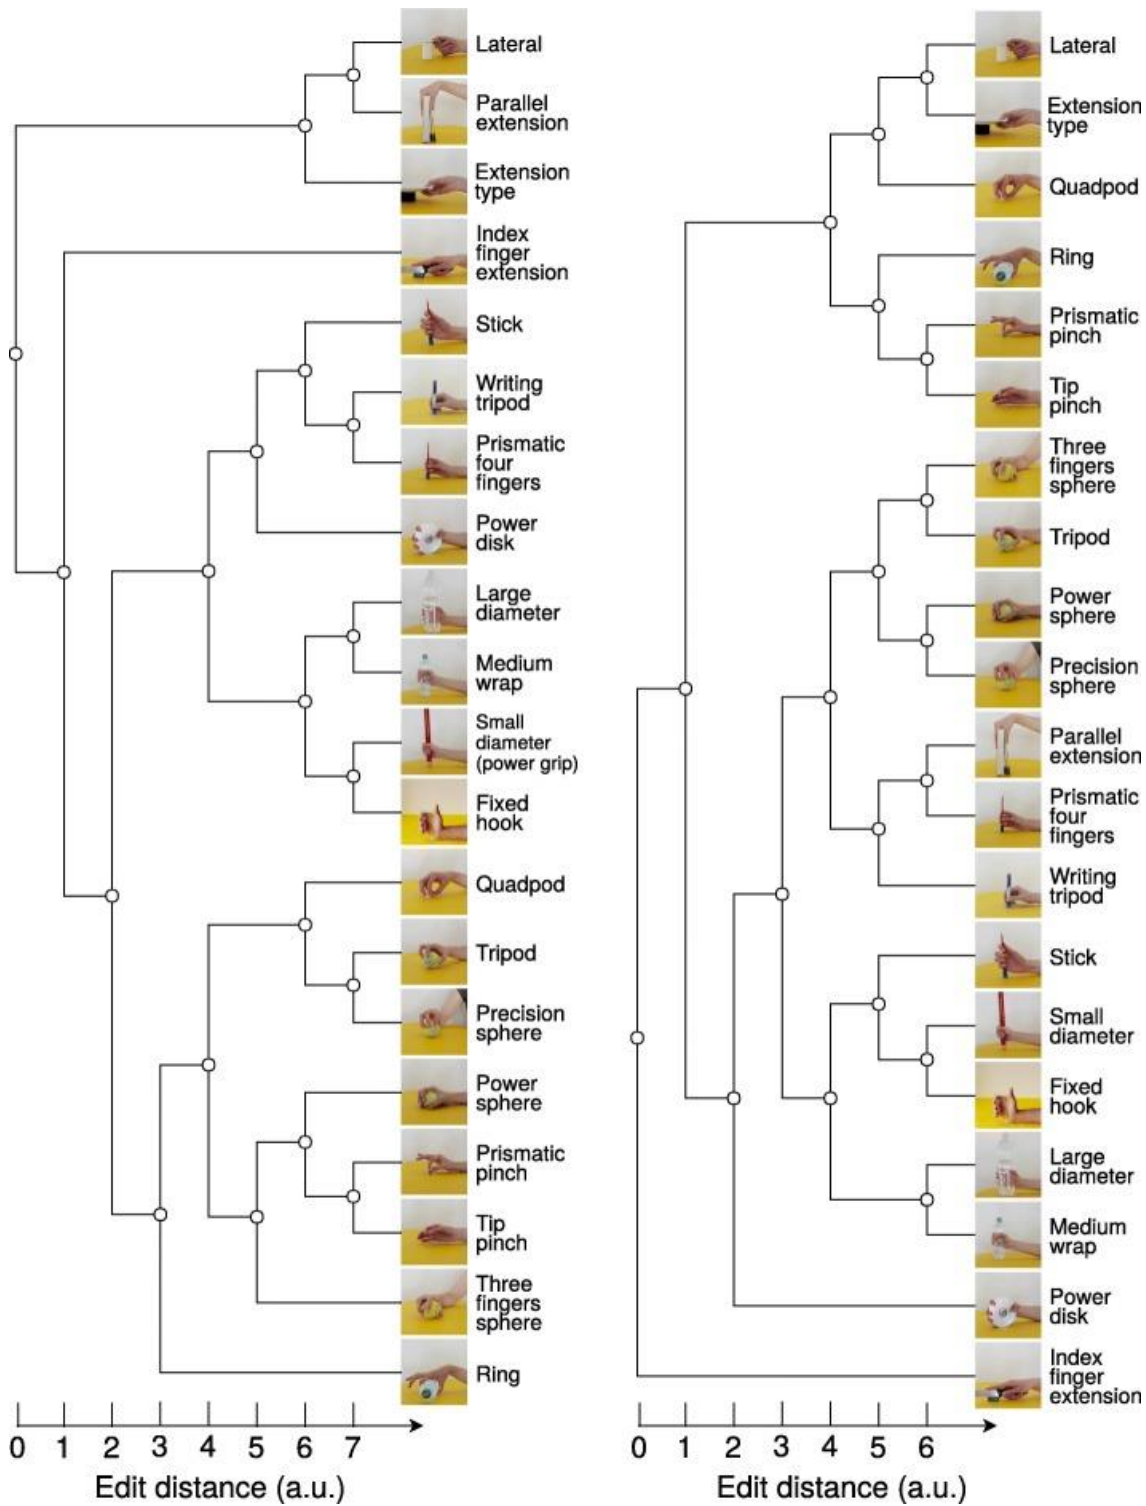 Lateral
Parallel
extension
Extension
type
Index
finger
extension
Stick
Writing
tripod
Prismatic
four
fingers
Power
disk
Large
diameter
Medium
wrap
Small
diameter
(power grip)
Fixed
hook
Quadpod
Tripod
Precision
sphere
Power
sphere
Prismatic
pinch
Tip
pinch
Three
fingers
sphere
Ring
0 1 2 3 4 5 6 7
Edit distance (a.u.)
Lateral
Extension
type
Quadpod
Ring
Prismatic
pinch
Tip
pinch
Three
fingers
sphere
Tripod
Power
sphere
Precision
sphere
Parallel
extension
Prismatic
four
fingers
Writing
tripod
Stick
Small
diameter
Fixed
hook
Large
diameter
Medium
wrap
Power
disk
Index
finger
extension
0 1 2 3 4 5 6
Edit distance (a.u.)